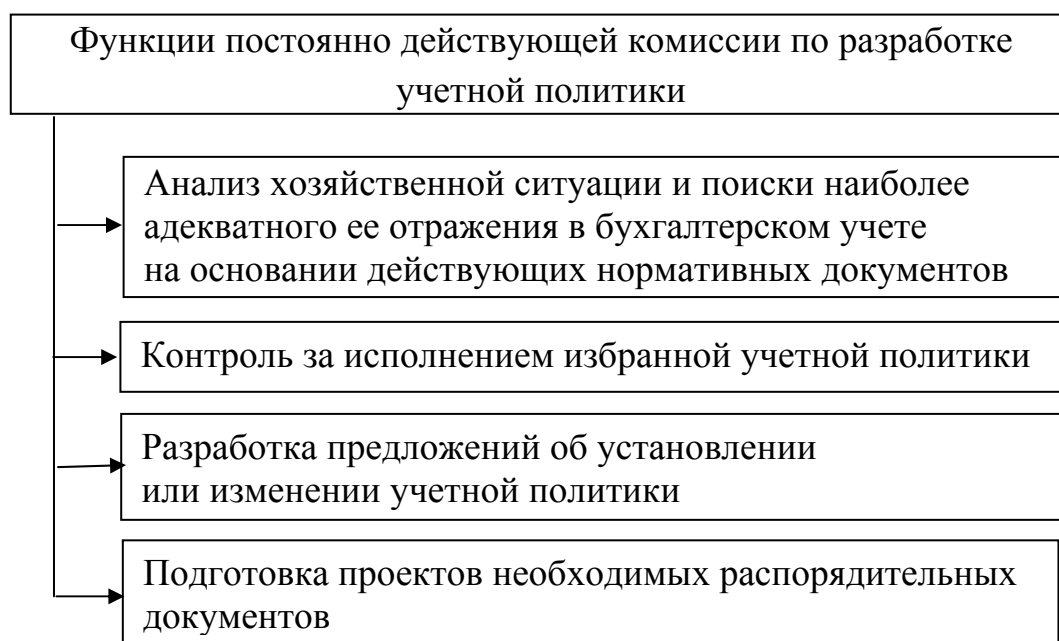 Функции постоянно действующей комиссии по разработке
учетной политики
Анализ хозяйственной ситуации и поиски наиболее
адекватного ее отражения в бухгалтерском учете
на основании действующих нормативных документов
Контроль за исполнением избранной учетной политики
Разработка предложений об установлении
или изменении учетной политики
Подготовка проектов необходимых распорядительных
документов